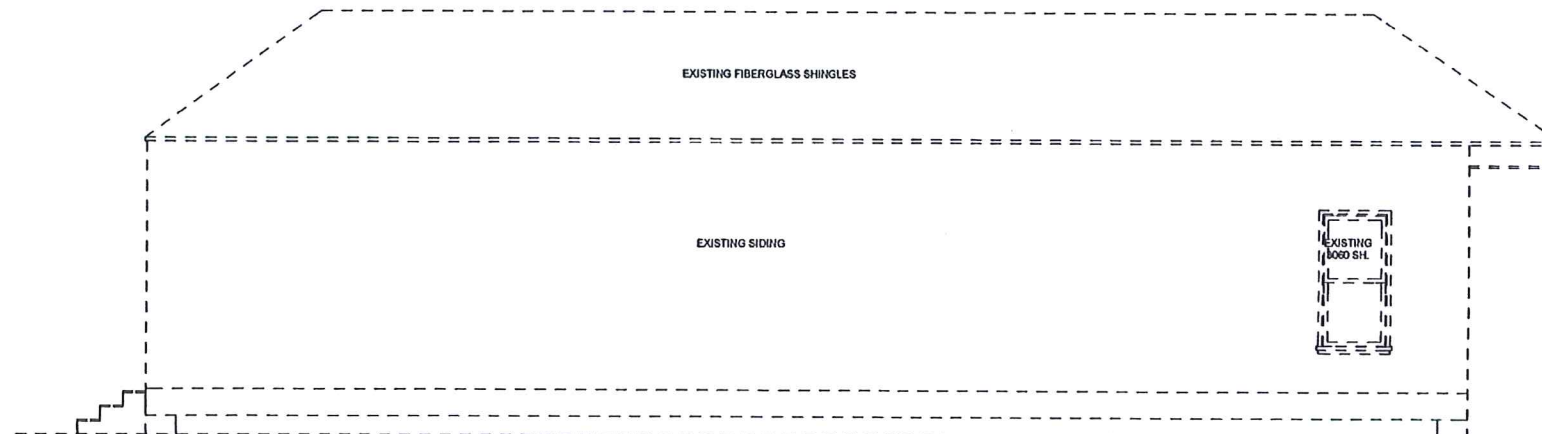 EXISTING FIBERGLASS SHINGLES
EXISTING SIDING
EXISTING
3060 SH.